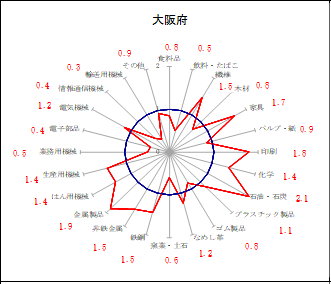 大阪府
0.9
0.8
0.5
食料品
その他
飲料・たばこ
0.3
輸送用機械
2
繊維
1.5
0.8
0.4
情報通信機械
木材
1.2
電気機械
家具
1.7
0.4
電子部品
パルプ・紙
0.9
0.5
業務用機械
0
印刷
1.8
1.4
生産用機械
化学
1.4
1.4
はん用機械
石油・石炭
2.1
1.9
金属製品
プラスチック製品
1.5
非鉄金属
ゴム製品
1.1
1.3
鉄鋼
窯業・土石
なめし革
0.8
0.6
1.2